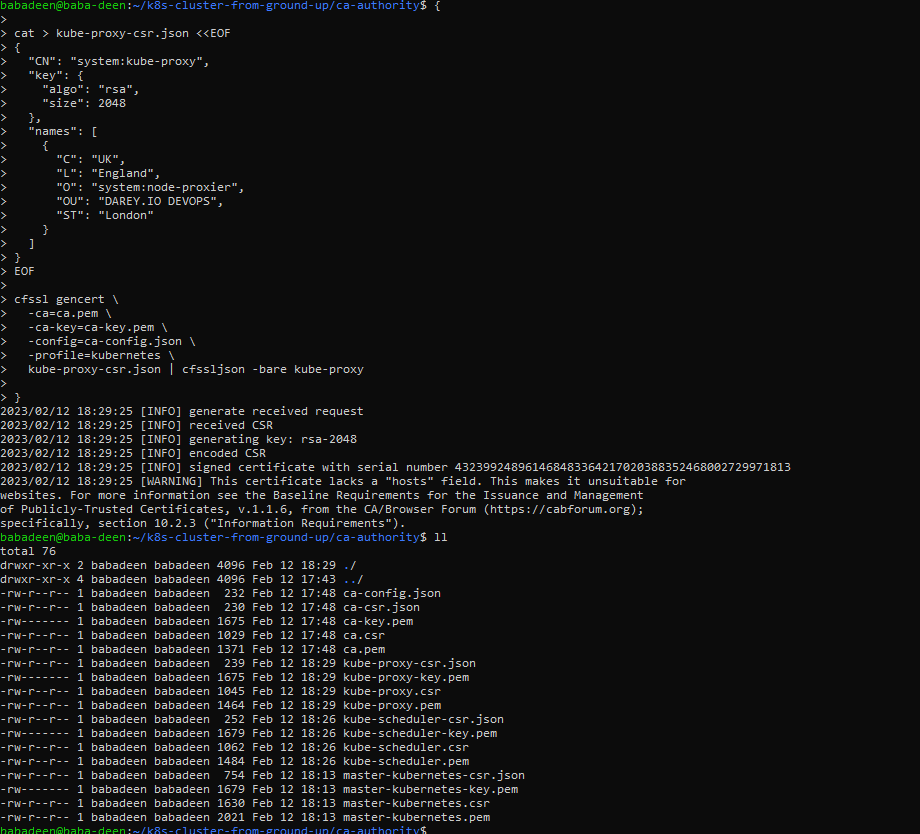 babadeen@baba-deen:~/k8s-cluster-from-ground-up/ca-authority$ {
>
> cat > kube-proxy-csr.json <<EOF
> {
>   "CN": "system:kube-proxy",
>   "key": {
>     "algo": "rsa",
>     "size": 2048
>   },
>   "names": [
>     {
>       "C": "UK",
>       "L": "England",
>       "O": "system:node-proxier",
>       "OU": "DAREY.IO DEVOPS",
>       "ST": "London"
>     }
>   ]
> }
> EOF
>
> cfssl gencert \
>   -ca=ca.pem \
>   -ca-key=ca-key.pem \
>   -config=ca-config.json \
>   -profile=kubernetes \
>   kube-proxy-csr.json | cfssljson -bare kube-proxy
>
> }
2023/02/12 18:29:25 [INFO] generate received request
2023/02/12 18:29:25 [INFO] received CSR
2023/02/12 18:29:25 [INFO] generating key: rsa-2048
2023/02/12 18:29:25 [INFO] encoded CSR
2023/02/12 18:29:25 [INFO] signed certificate with serial number 432399248961468483364217020388352468002729971813
2023/02/12 18:29:25 [WARNING] This certificate lacks a "hosts" field. This makes it unsuitable for
websites. For more information see the Baseline Requirements for the Issuance and Management
of Publicly-Trusted Certificates, v.1.1.6, from the CA/Browser Forum (https://cabforum.org);
specifically, section 10.2.3 ("Information Requirements").
babadeen@baba-deen:~/k8s-cluster-from-ground-up/ca-authority$ ll
total 76
drwxr-xr-x 2 babadeen babadeen 4096 Feb 12 18:29 ./
drwxr-xr-x 4 babadeen babadeen 4096 Feb 12 17:43 ../
-rw-r--r-- 1 babadeen babadeen  232 Feb 12 17:48 ca-config.json
-rw-r--r-- 1 babadeen babadeen  230 Feb 12 17:48 ca-csr.json
-rw------- 1 babadeen babadeen 1675 Feb 12 17:48 ca-key.pem
-rw-r--r-- 1 babadeen babadeen 1029 Feb 12 17:48 ca.csr
-rw-r--r-- 1 babadeen babadeen 1371 Feb 12 17:48 ca.pem
-rw-r--r-- 1 babadeen babadeen  239 Feb 12 18:29 kube-proxy-csr.json
-rw------- 1 babadeen babadeen 1675 Feb 12 18:29 kube-proxy-key.pem
-rw-r--r-- 1 babadeen babadeen 1045 Feb 12 18:29 kube-proxy.csr
-rw-r--r-- 1 babadeen babadeen 1464 Feb 12 18:29 kube-proxy.pem
-rw-r--r-- 1 babadeen babadeen  252 Feb 12 18:26 kube-scheduler-csr.json
-rw------- 1 babadeen babadeen 1679 Feb 12 18:26 kube-scheduler-key.pem
-rw-r--r-- 1 babadeen babadeen 1062 Feb 12 18:26 kube-scheduler.csr
-rw-r--r-- 1 babadeen babadeen 1484 Feb 12 18:26 kube-scheduler.pem
-rw-r--r-- 1 babadeen babadeen  754 Feb 12 18:13 master-kubernetes-csr.json
-rw------- 1 babadeen babadeen 1679 Feb 12 18:13 master-kubernetes-key.pem
-rw-r--r-- 1 babadeen babadeen 1630 Feb 12 18:13 master-kubernetes.csr
-rw-r--r-- 1 babadeen babadeen 2021 Feb 12 18:13 master-kubernetes.pem
babadeen@baba-deen:~/k8s-cluster-from-ground-up/ca-authority$